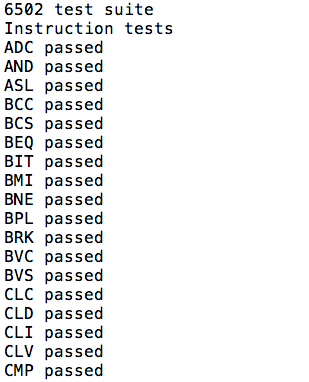 6502 test suite
Instruction tests
ADC passed
AND passed
ASL passed
BCC passed
BCS passed
BEQ passed
BIT passed
BMI passed
BNE passed
BPL passed
BRK passed
BVC passed
BVS passed
CLC passed
CLD passed
CLI passed
CLV passed
CMP passed